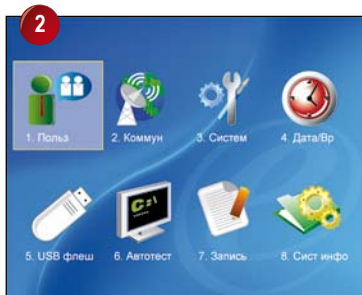 2
1. Польз
2. Коммун
3. Систем
4. Дата/Вр
5. USB флеш
6. Автотест
7. Запись
8. Сист инфо
C:\